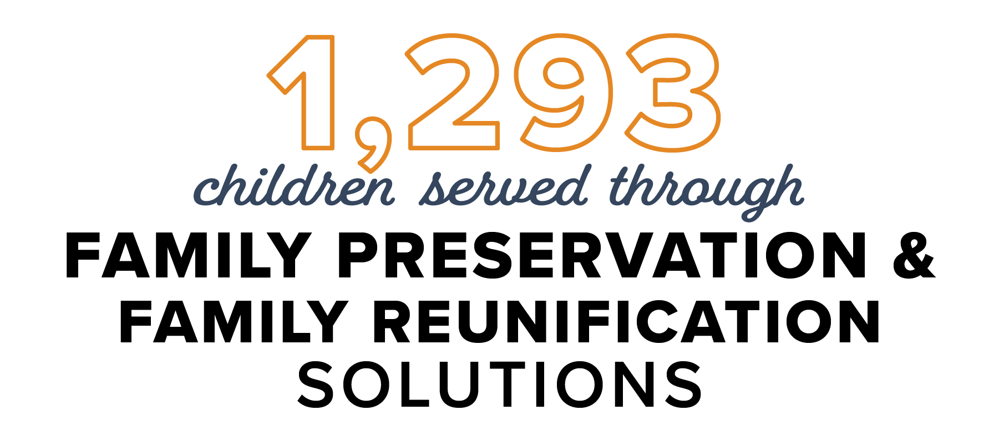 1,293
children served through
FAMILY PRESERVATION &
FAMILY REUNIFICATION
SOLUTIONS